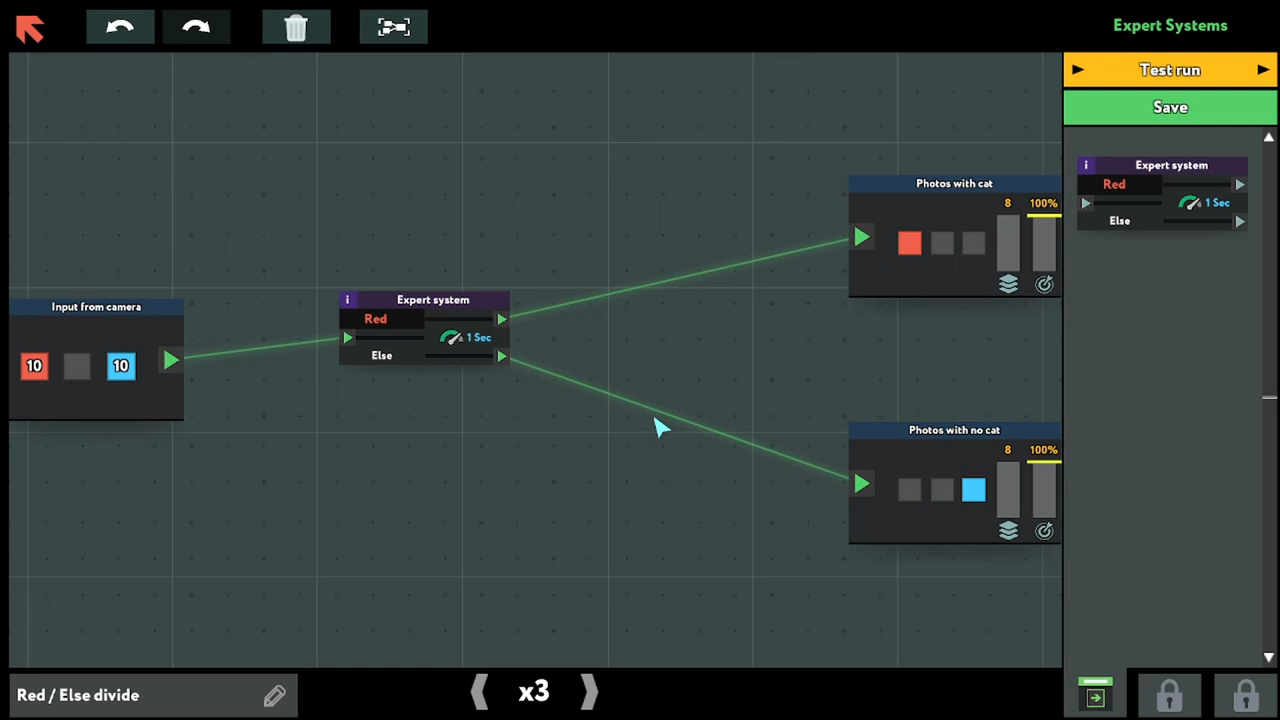 Expert Systems
Test run
Save
Expert system
Red
1 Sec
Else
Photos with cat
8 100%
Input from camera
10 10
Expert system
Red
1 Sec
Else
Photos with no cat
8 100%
Red / Else divide
x3